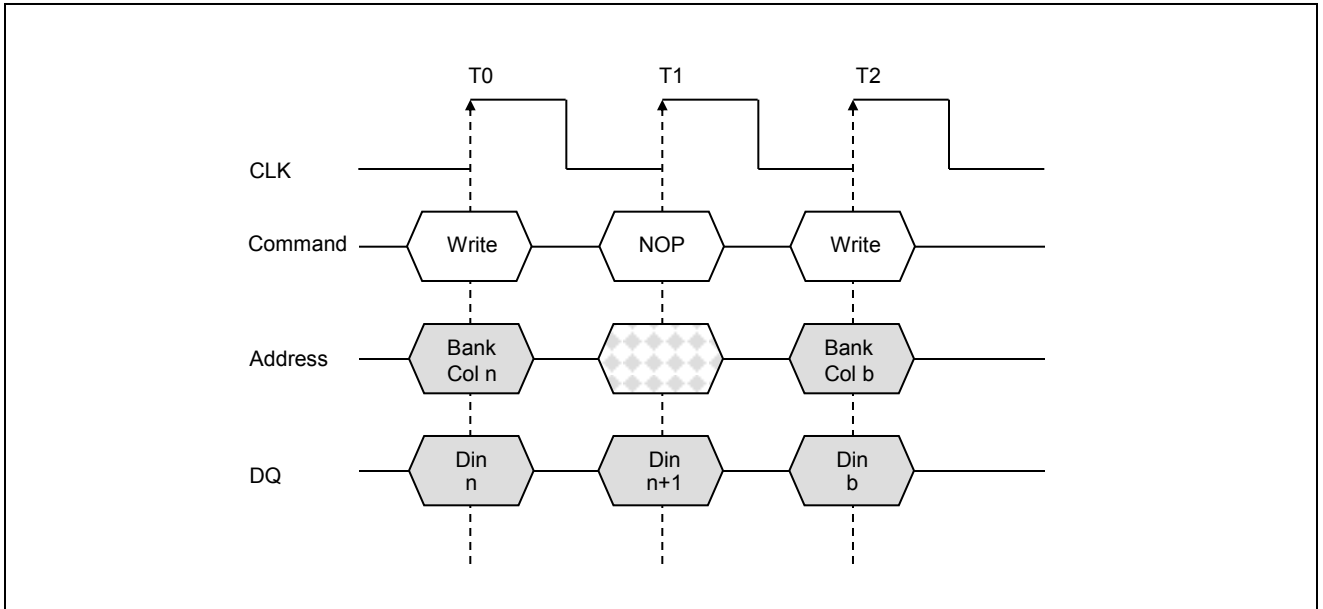 T0 T1 T2
CLK
Command Write NOP Write
Address Bank Col n Bank Col b
DQ Din n Din n+1 Din b